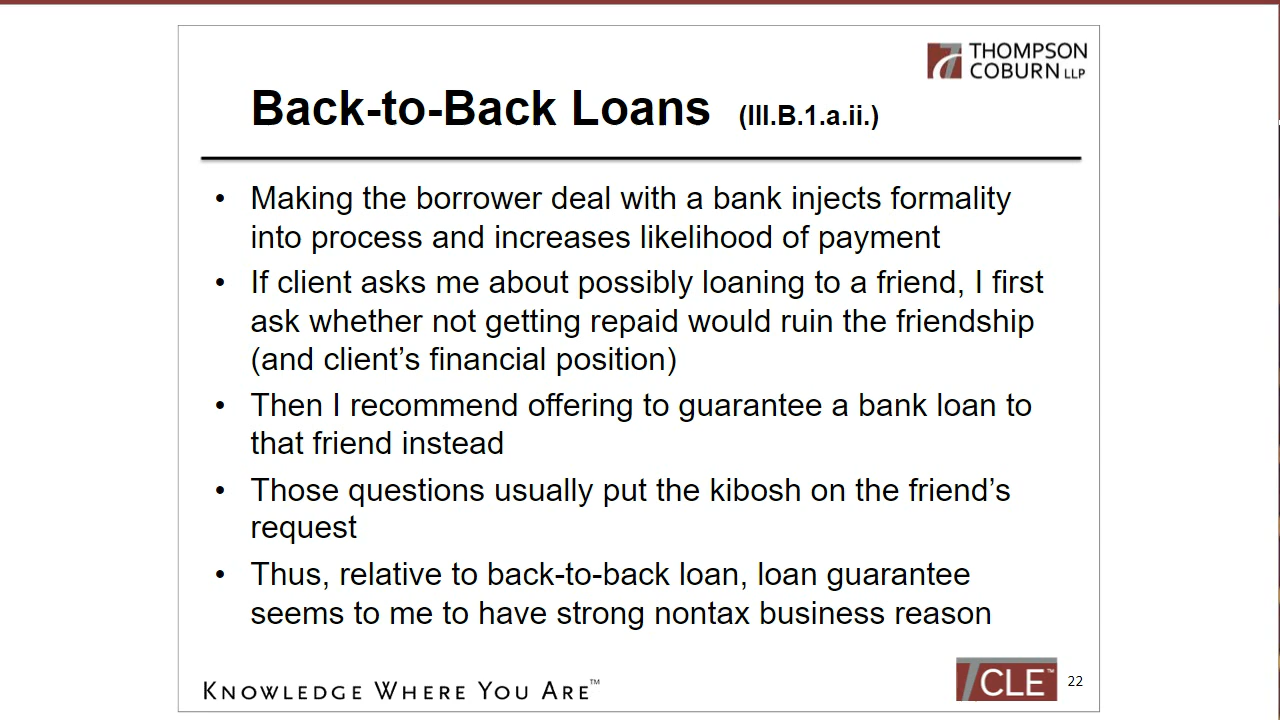 THOMPSON
COBURN LLP
Back-to-Back Loans (III.B.1.a.ii.)
• Making the borrower deal with a bank injects formality
into process and increases likelihood of payment
• If client asks me about possibly loaning to a friend, I first
ask whether not getting repaid would ruin the friendship
(and client’s financial position)
• Then I recommend offering to guarantee a bank loan to
that friend instead
• Those questions usually put the kibosh on the friend’s
request
• Thus, relative to back-to-back loan, loan guarantee
seems to me to have strong nontax business reason
KNOWLEDGE WHERE YOU ARE™
TCLE™ 22